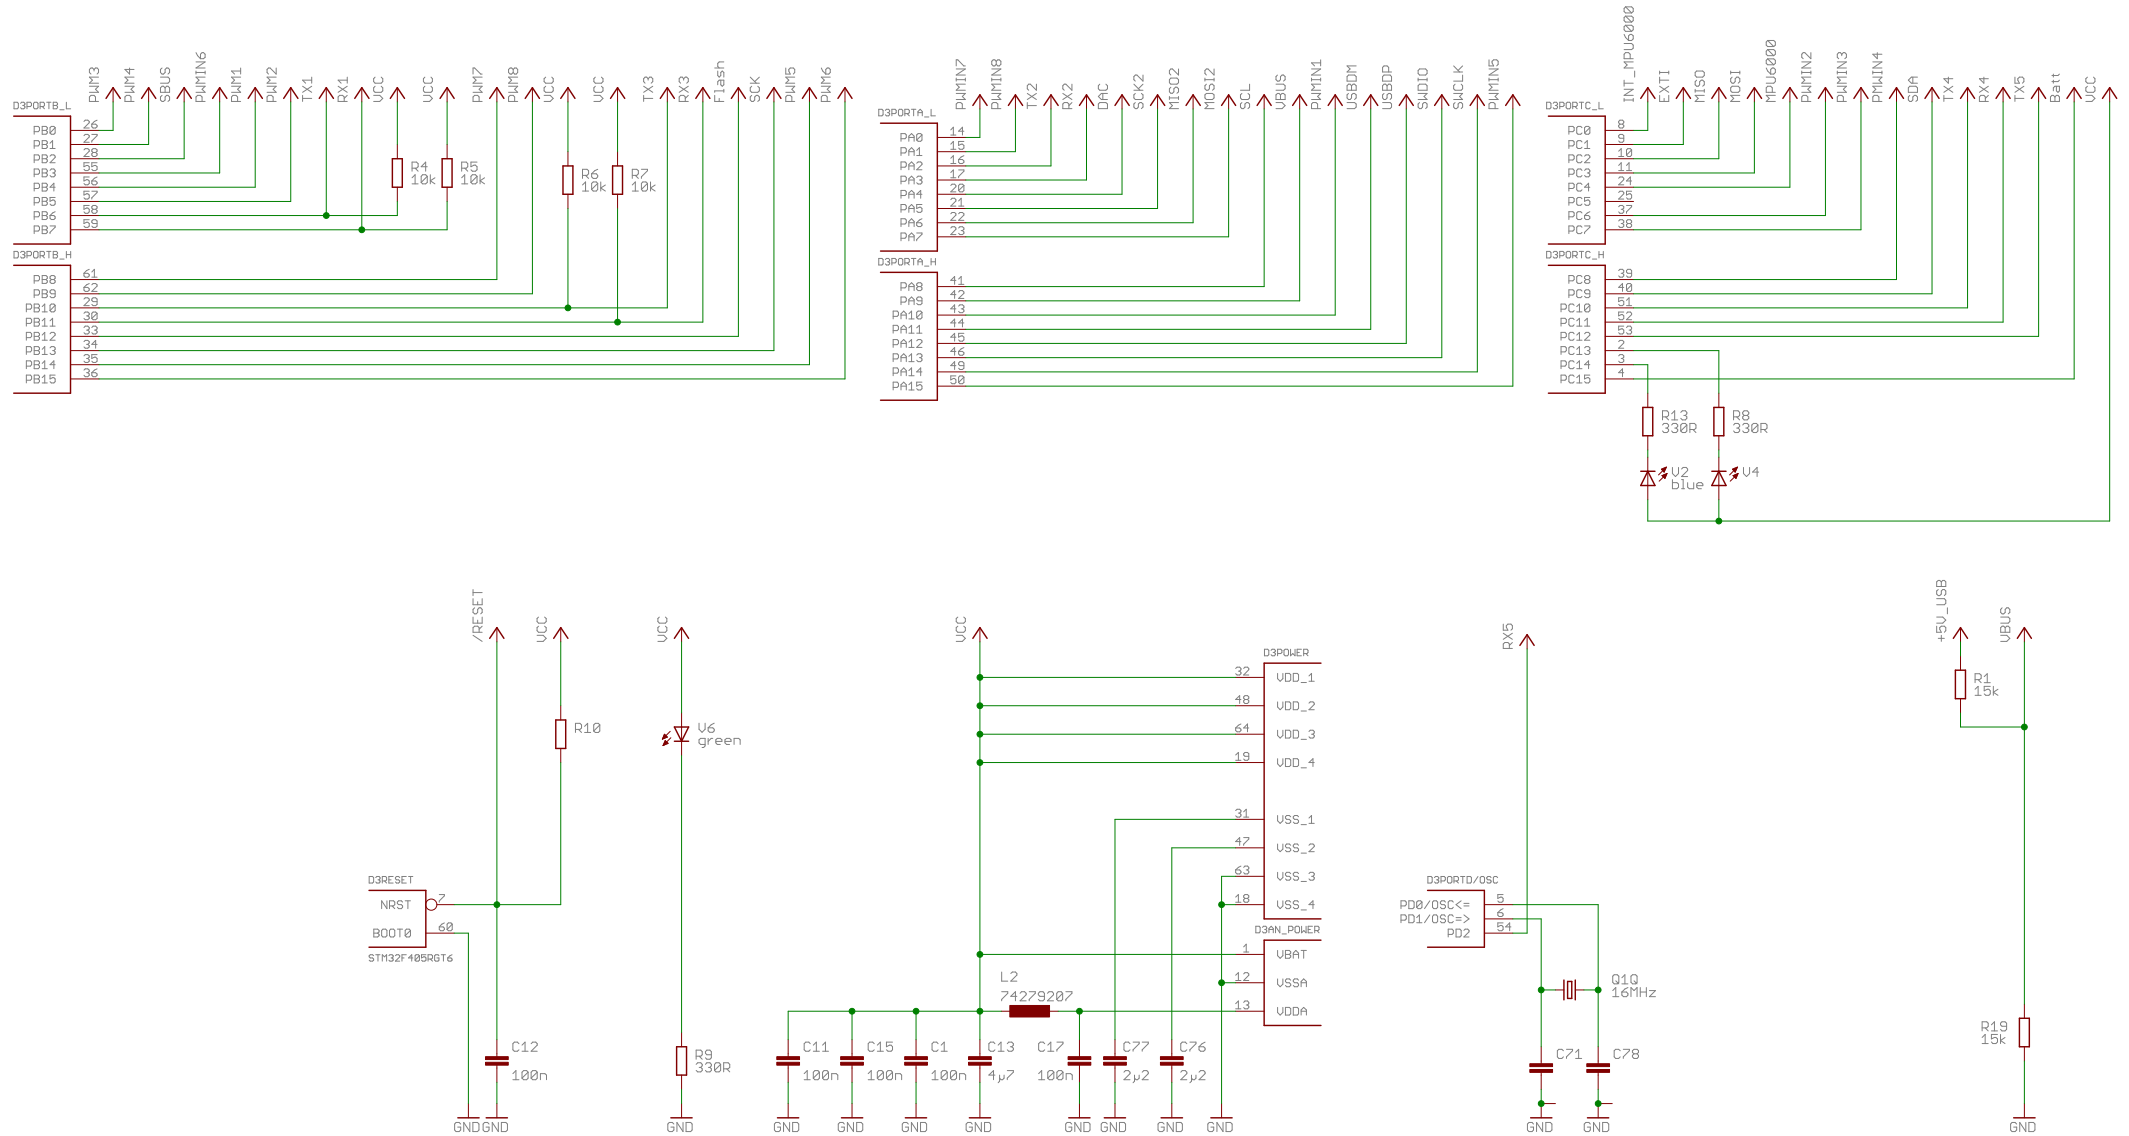 PWM3
PWM4
SBUS
PWMIN6
PWM1
PWM2
TX1
RX1
VCC
VCC
PWM7
PWM8
VCC
VCC
TX3
RX3
Flash
SCK
PWM5
PWM6
D3PORTB_L
PB0 26
PB1 27
PB2 28
PB3 55
PB4 56
PB5 57
PB6 58
PB7 59
R4
10k
R5
10k
R6
10k
R7
10k
D3PORTB_H
PB8 61
PB9 62
PB10 29
PB11 30
PB12 33
PB13 34
PB14 35
PB15 36
PWMIN7
PWMIN8
TX2
RX2
DAC
SCK2
MISO2
MOSI2
SCL
VBUS
PWMIN1
USBDM
USBDP
SWDIO
SWCLK
PWMIN5
D3PORTA_L
PA0 14
PA1 15
PA2 16
PA3 17
PA4 20
PA5 21
PA6 22
PA7 23
D3PORTA_H
PA8 41
PA9 42
PA10 43
PA11 44
PA12 45
PA13 46
PA14 49
PA15 50
INT_MPU6000
EXTI
MISO
MOSI
MPU6000
PWMIN2
PWMIN3
PMWIN4
SDA
TX4
RX4
TX5
Batt
VCC
D3PORTC_L
PC0 8
PC1 9
PC2 10
PC3 11
PC4 24
PC5 25
PC6 37
PC7 38
D3PORTC_H
PC8 39
PC9 40
PC10 51
PC11 52
PC12 53
PC13 2
PC14 3
PC15 4
R13
330R
R8
330R
V2
blue
V4
/RESET
VCC
R10
D3RESET
NRST 7
BOOT0 60
STM32F405RGT6
C12
100n
GND
GND
VCC
V6
green
R9
330R
GND
VCC
D3POWER
32 VDD_1
48 VDD_2
64 VDD_3
19 VDD_4
31 VSS_1
47 VSS_2
63 VSS_3
18 VSS_4
D3AN_POWER
1 VBAT
12 VSSA
13 VDDA
L2
74279207
C11
100n
C15
100n
C1
100n
C13
4µ7
C17
100n
C77
2µ2
C76
2µ2
GND
GND
GND
GND
GND
GND
GND
GND
RX5
D3PORTD/OSC
PD0/OSC<= 5
PD1/OSC=> 6
PD2 54
Q1Q
16MHz
C71
C78
GND
GND
+5V_USB
VBUS
R1
15k
R19
15k
GND